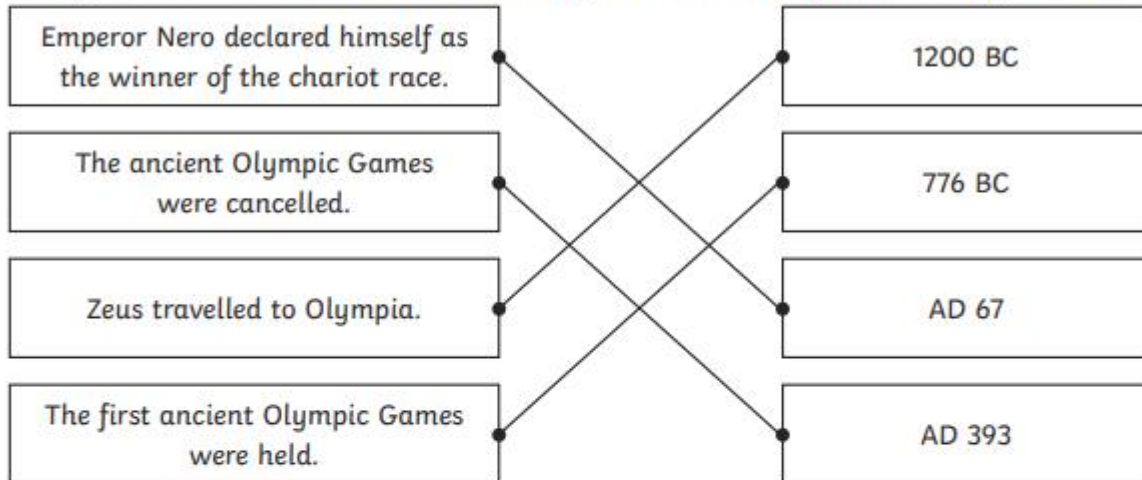 Emperor Nero declared himself as
the winner of the chariot race.
1200 BC
The ancient Olympic Games
were cancelled.
776 BC
Zeus travelled to Olympia.
AD 67
The first ancient Olympic Games
were held.
AD 393